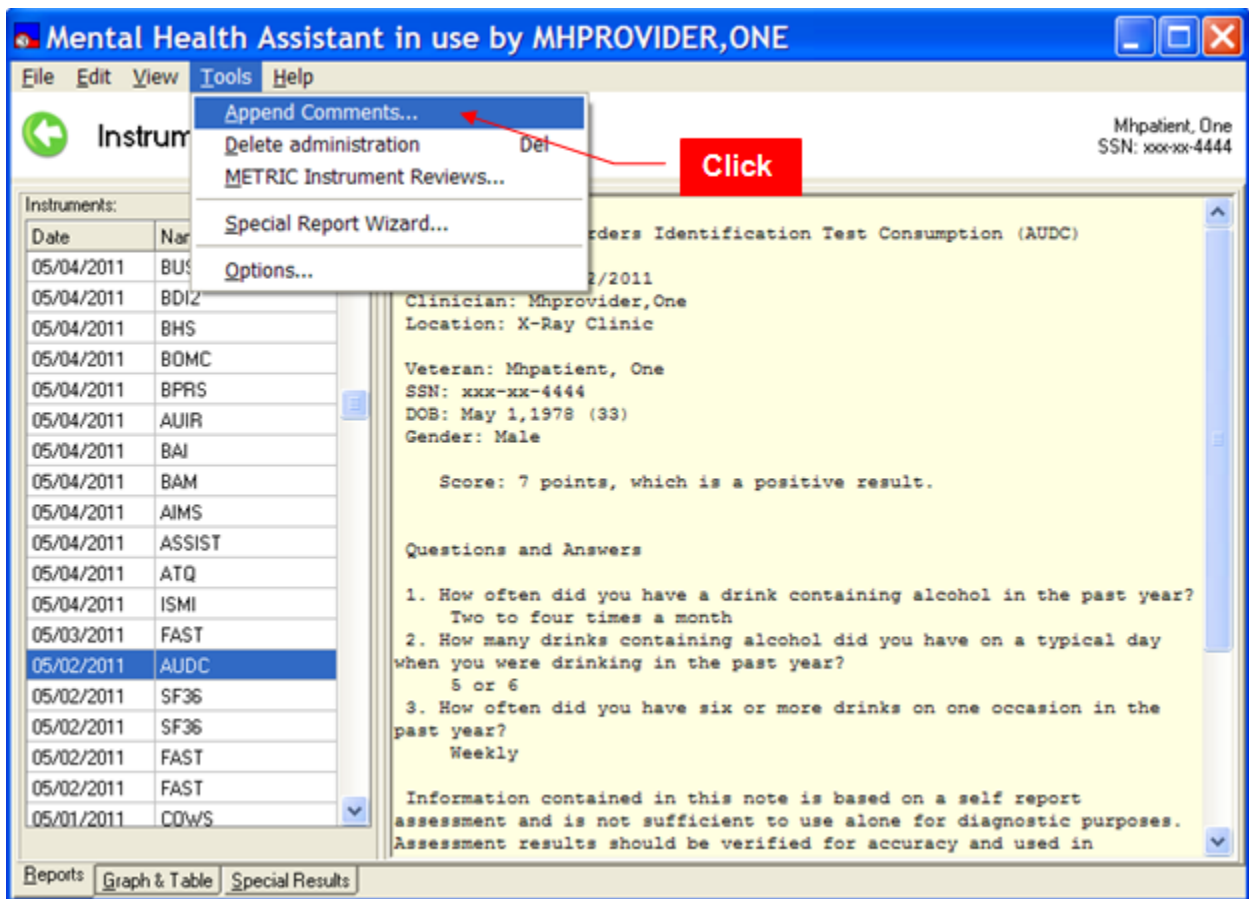 Mental Health Assistant in use by MHPROVIDER,ONE
File Edit View Tools Help
Append Comments...
Delete administration Del
METRIC Instrument Reviews...
Special Report Wizard...
Options...
Click
Instrum
Mhpatient, One
SSN: xxx-xx-4444
Instruments:
Date Nar
05/04/2011 BUS
05/04/2011 BDI2
05/04/2011 BHS
05/04/2011 BOMC
05/04/2011 BPRS
05/04/2011 AUIR
05/04/2011 BAI
05/04/2011 BAM
05/04/2011 AIMS
05/04/2011 ASSIST
05/04/2011 ATQ
05/04/2011 ISMI
05/03/2011 FAST
05/02/2011 AUDC
05/02/2011 SF36
05/02/2011 SF36
05/02/2011 FAST
05/02/2011 FAST
05/01/2011 COWS
rders Identification Test Consumption (AUDC)
2/2011
Clinician: Mhprovider,One
Location: X-Ray Clinic
Veteran: Mhpatient, One
SSN: xxx-xx-4444
DOB: May 1,1978 (33)
Gender: Male
Score: 7 points, which is a positive result.
Questions and Answers
1. How often did you have a drink containing alcohol in the past year?
Two to four times a month
2. How many drinks containing alcohol did you have on a typical day
when you were drinking in the past year?
5 or 6
3. How often did you have six or more drinks on one occasion in the
past year?
Weekly
Information contained in this note is based on a self report
assessment and is not sufficient to use alone for diagnostic purposes.
Assessment results should be verified for accuracy and used in
Reports Graph & Table Special Results